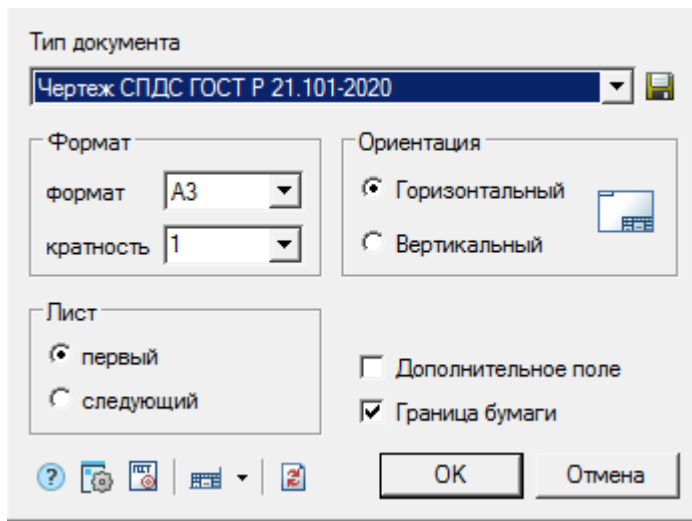 Тип документа
Чертеж СПДС ГОСТ Р 21.101-2020
Формат
формат А3
кратность 1
Ориентация
Горизонтальный
Вертикальный
Лист
первый
следующий
Дополнительное поле
Граница бумаги
OK Отмена